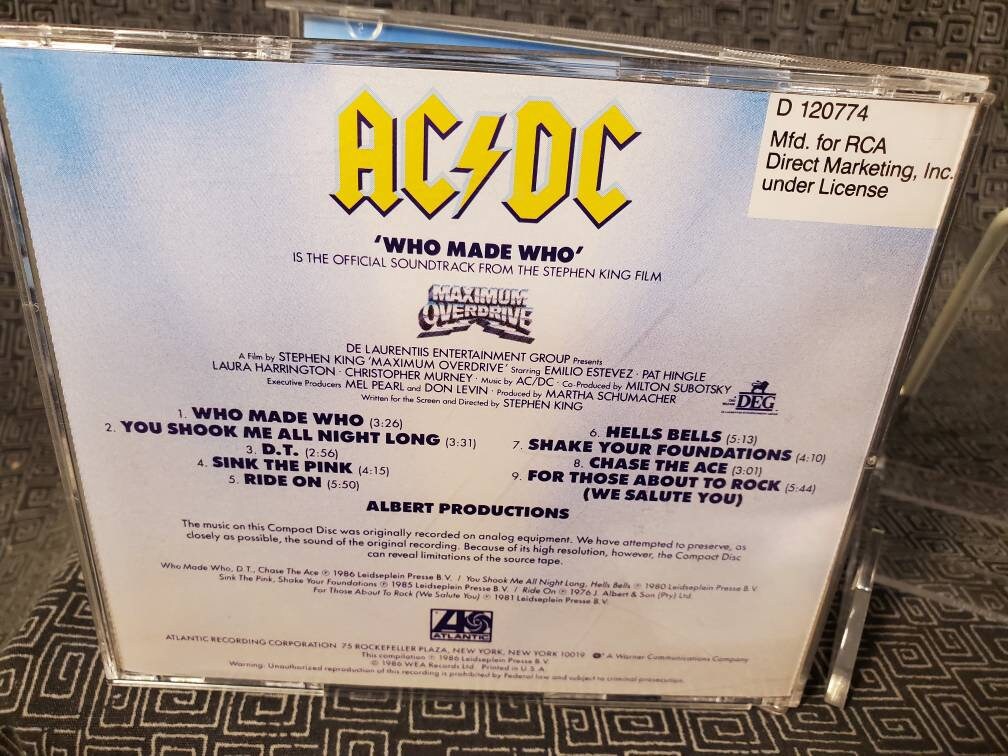 AC/DC
D 120774
Mfd. for RCA
Direct Marketing, Inc.
under License
'WHO MADE WHO'
IS THE OFFICIAL SOUNDTRACK FROM THE STEPHEN KING FILM
MAXIMUM
OVERDRIVE
DE LAURENTIIS ENTERTAINMENT GROUP Presents
A Film by STEPHEN KING 'MAXIMUM OVERDRIVE' Starring EMILIO ESTEVEZ · PAT HINGLE
LAURA HARRINGTON · CHRISTOPHER MURNEY · Music by AC/DC · Co-Produced by MILTON SUBOTSKY
Executive Producers MEL PEARL and DON LEVIN · Produced by MARTHA SCHUMACHER
Written for the Screen and Directed by STEPHEN KING
DEG
1. WHO MADE WHO (3:26)
2. YOU SHOOK ME ALL NIGHT LONG (3:31)
3. D.T. (2:56)
4. SINK THE PINK (4:15)
5. RIDE ON (5:50)
6. HELLS BELLS (5:13)
7. SHAKE YOUR FOUNDATIONS (4:10)
8. CHASE THE ACE (3:01)
9. FOR THOSE ABOUT TO ROCK (5:44)
(WE SALUTE YOU)
ALBERT PRODUCTIONS
The music on this Compact Disc was originally recorded on analog equipment. We have attempted to preserve, as
closely as possible, the sound of the original recording. Because of its high resolution, however, the Compact Disc
can reveal limitations of the source tape.
Who Made Who, D.T., Chase The Ace ℗ 1986 Leidseplein Presse B.V. / You Shook Me All Night Long, Hells Bells ℗ 1980 Leidseplein Presse B.V.
Sink The Pink, Shake Your Foundations ℗ 1985 Leidseplein Presse B.V. / Ride On ℗ 1976 J. Albert & Son (Pty) Ltd.
For Those About To Rock (We Salute You) ℗ 1981 Leidseplein Presse B.V.
ATLANTIC
ATLANTIC RECORDING CORPORATION 75 ROCKEFELLER PLAZA, NEW YORK, NEW YORK 10019 A Warner Communications Company
This compilation ℗ 1986 Leidseplein Presse B.V.
© 1986 WEA Records Ltd. Printed in U.S.A.
Warning: Unauthorized reproduction of this recording is prohibited by Federal law and subject to criminal prosecution.